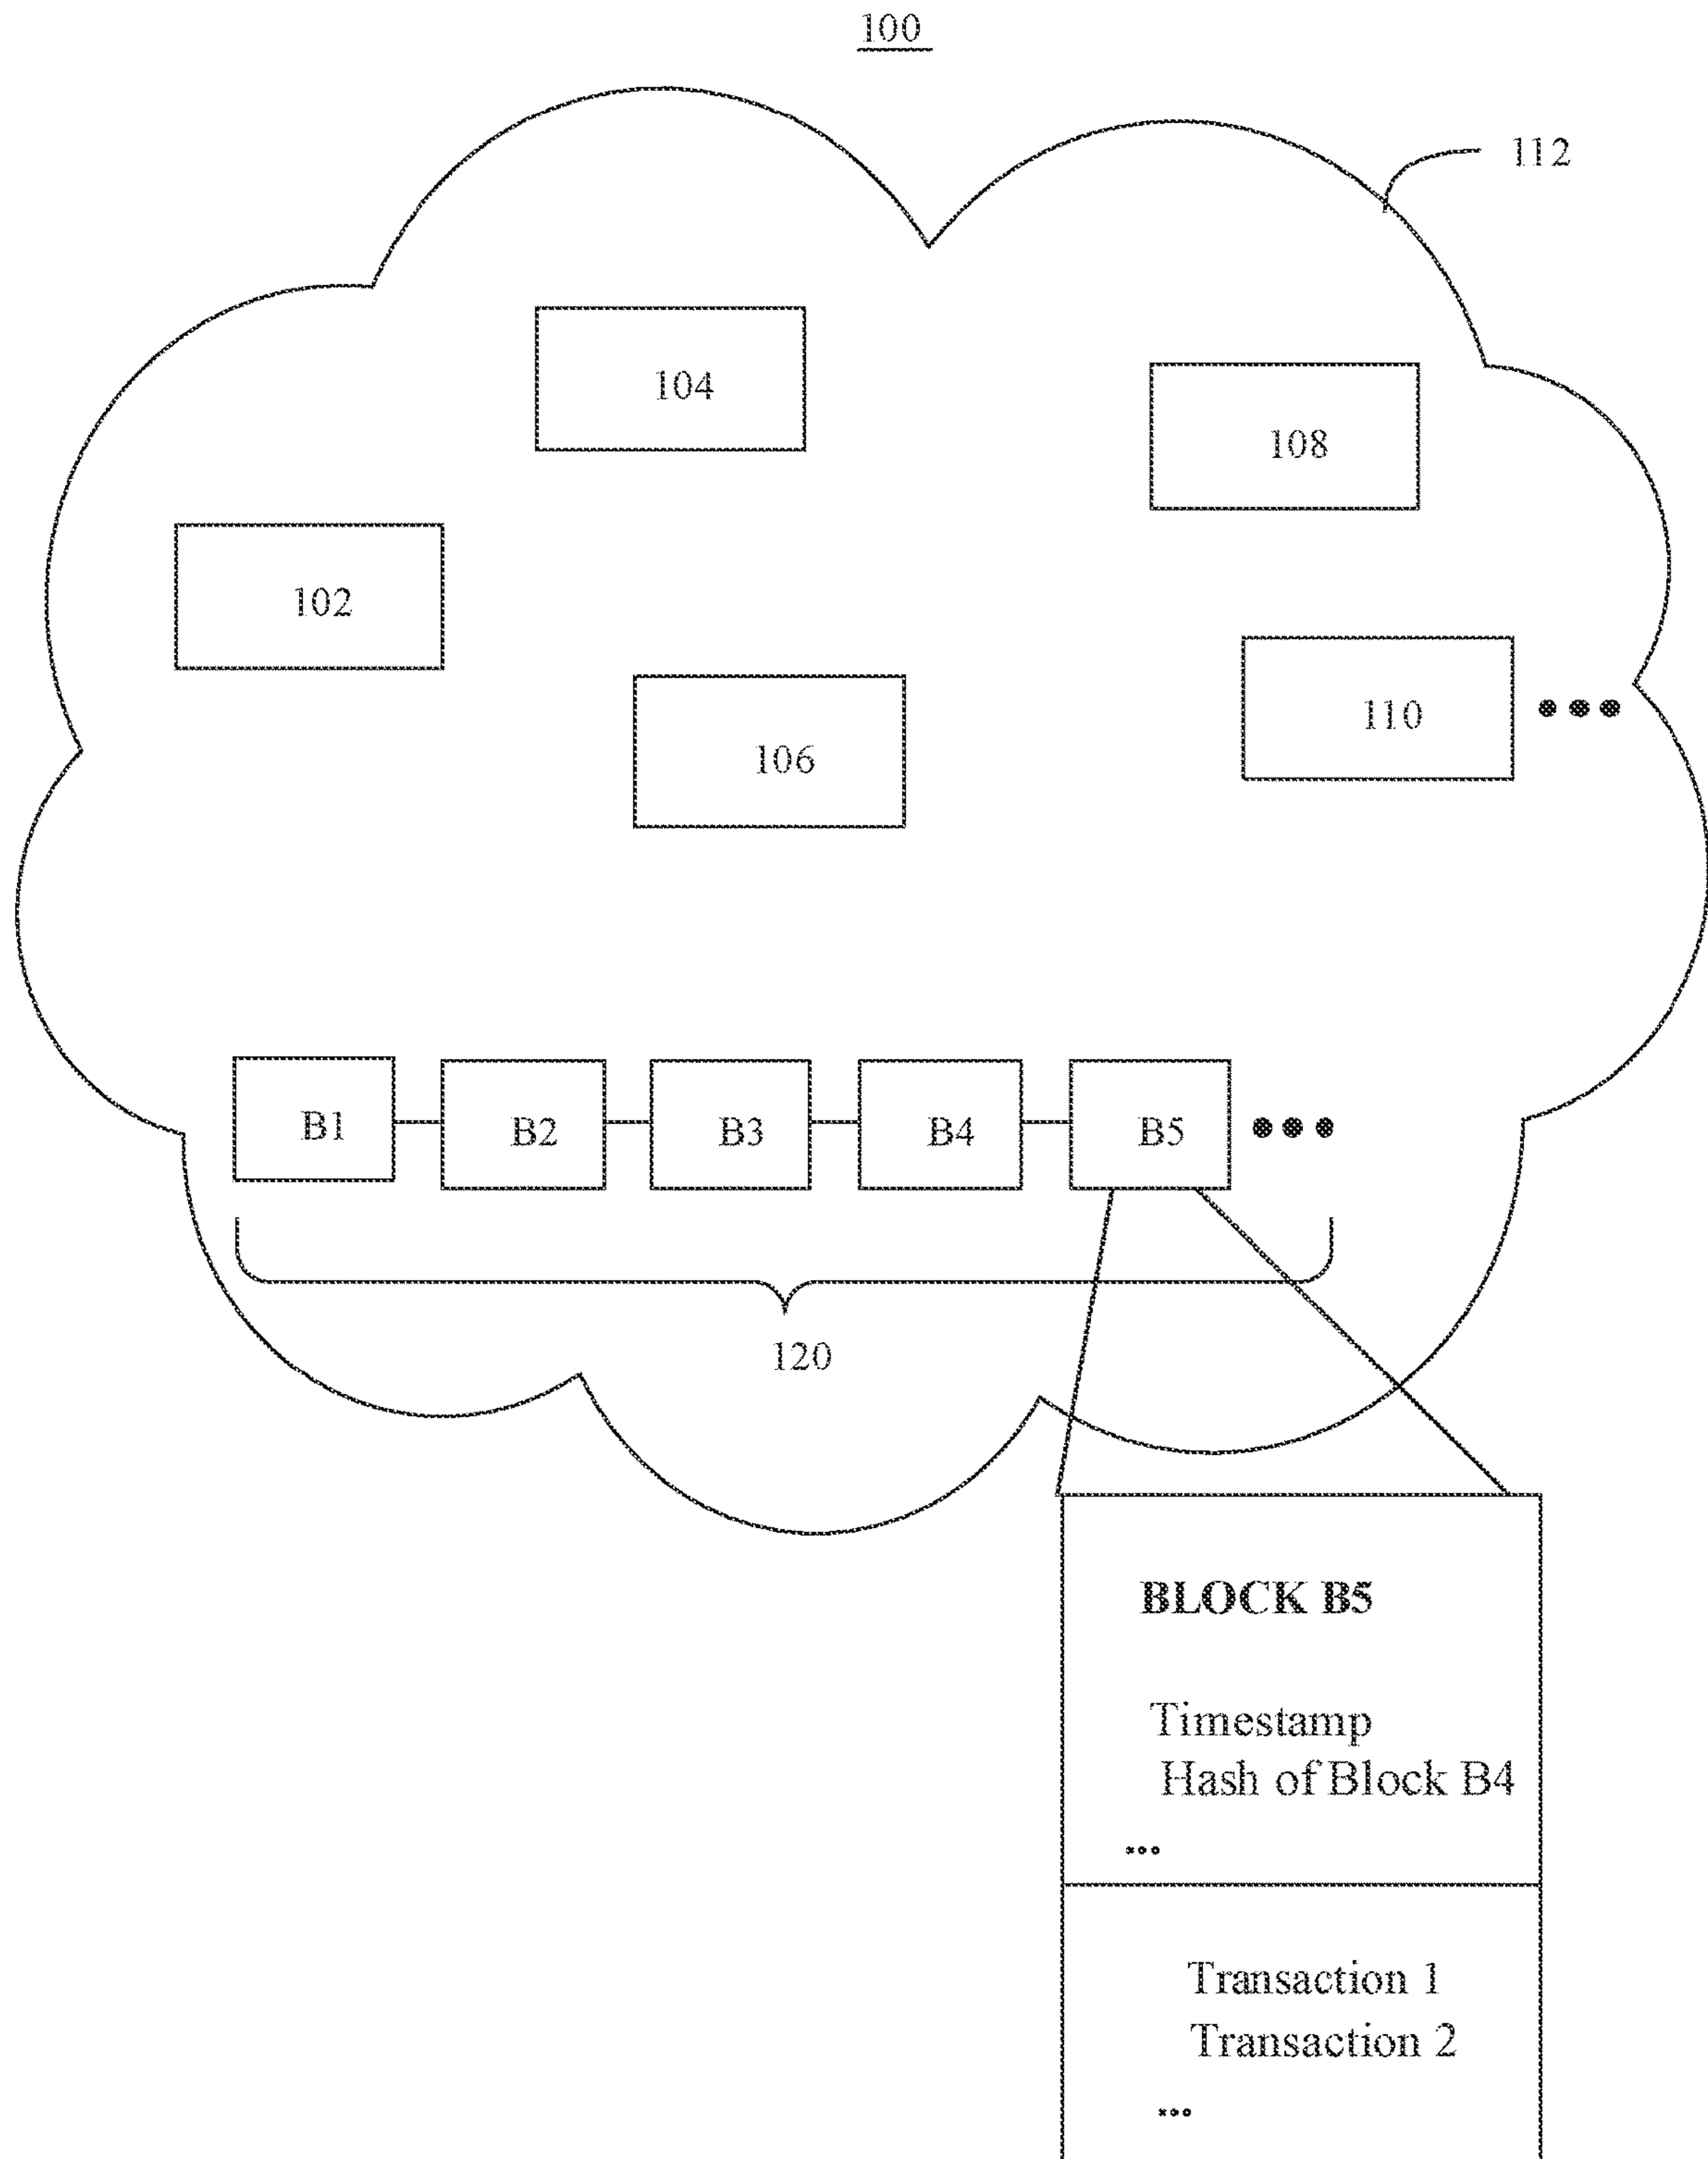 100
112
104
108
102
110
106
B1
B2
B3
B4
B5
120
BLOCK B5
Timestamp
Hash of Block B4
...
Transaction 1
Transaction 2
...